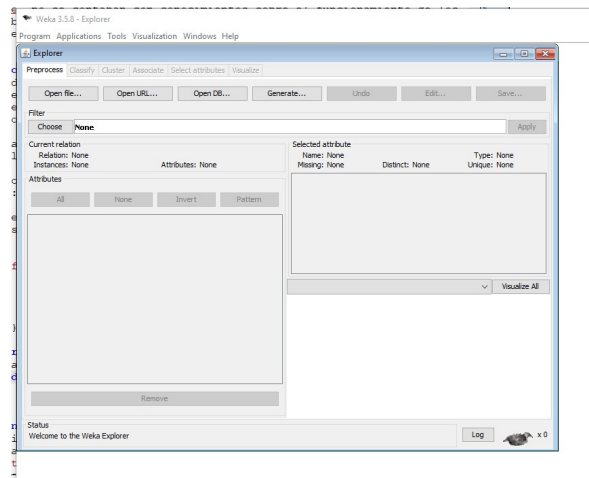 Weka 3.5.8 - Explorer
Program Applications Tools Visualization Windows Help
Explorer
Preprocess Classify Cluster Associate Select attributes Visualize
Open file... Open URL... Open DB... Generate... Undo Edit... Save...
Filter
Choose None Apply
Current relation
Relation: None
Instances: None Attributes: None
Selected attribute
Name: None Type: None
Missing: None Distinct: None Unique: None
Attributes
All None Invert Pattern
Visualize All
Remove
Status
Welcome to the Weka Explorer
Log x 0